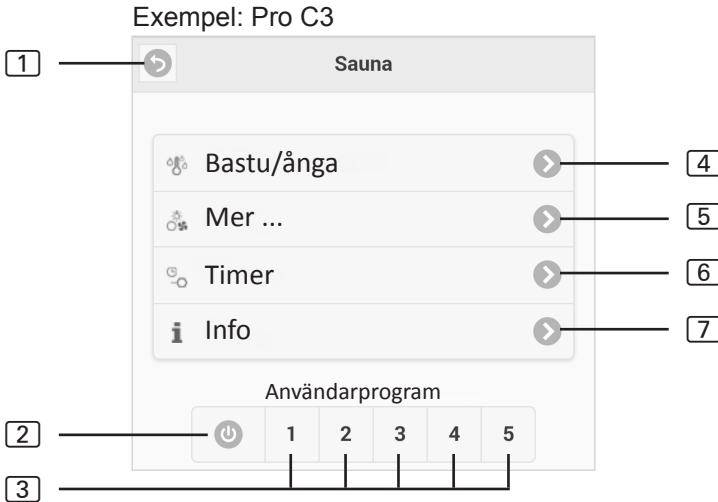 Exempel: Pro C3
1
Sauna
Bastu/ånga
4
Mer ...
5
Timer
6
Info
7
Användarprogram
2
1 2 3 4 5
3